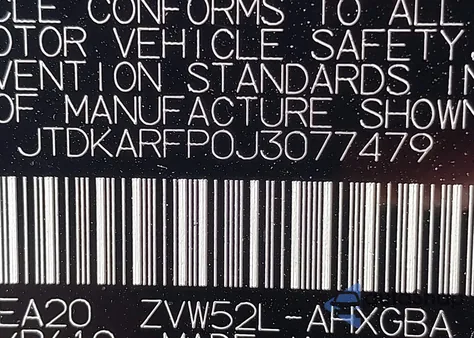 CLE CONFORMS TO ALL
OTOR VEHICLE SAFETY
VENTION STANDARDS IN
OF MANUFACTURE SHOWN
JTDKARFP0J3077479
EA20 ZVW52L-AHXGBA